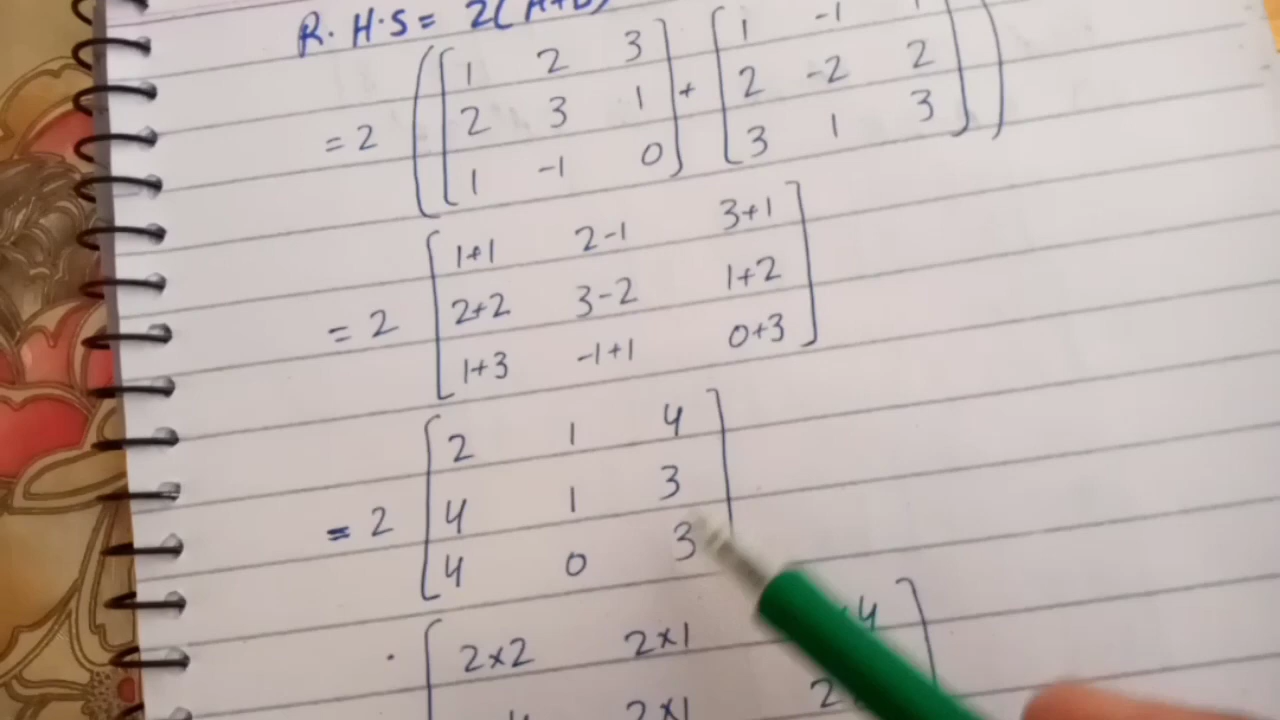 R.H.S = 2(A+B)
= 2 ( [ 1 2 3 ] + [ 1 -1 1 ] )
2 3 1 2 -2 2
1 -1 0 3 1 3
= 2 [ 1+1 2-1 3+1 ]
2+2 3-2 1+2
1+3 -1+1 0+3
= 2 [ 2 1 4 ]
4 1 3
4 0 3
[ 2×2 2×1 4 ]
4 2×1 2